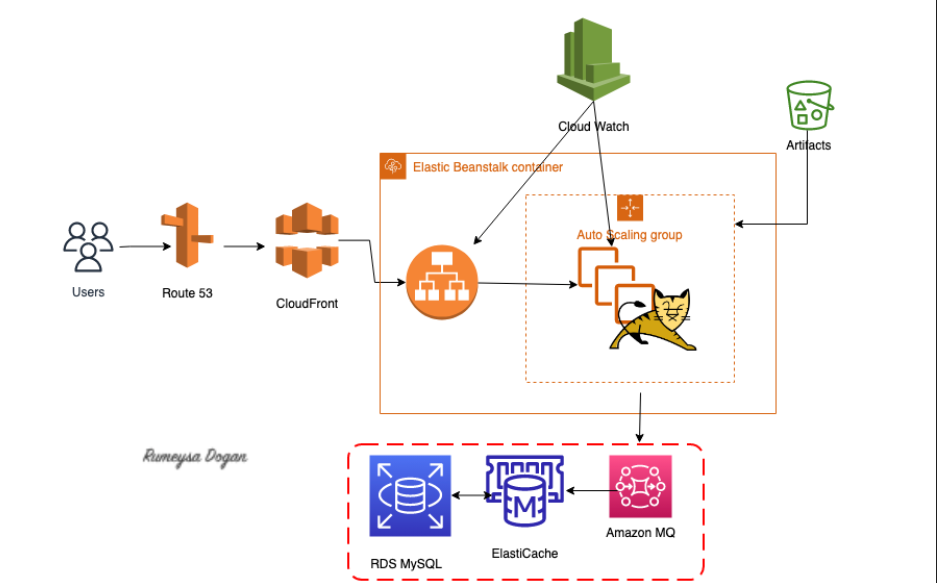 Cloud Watch
Artifacts
Elastic Beanstalk container
Auto Scaling group
Users
Route 53
CloudFront
Rumeysa Dogan
RDS MySQL
M
ElastiCache
Amazon MQ